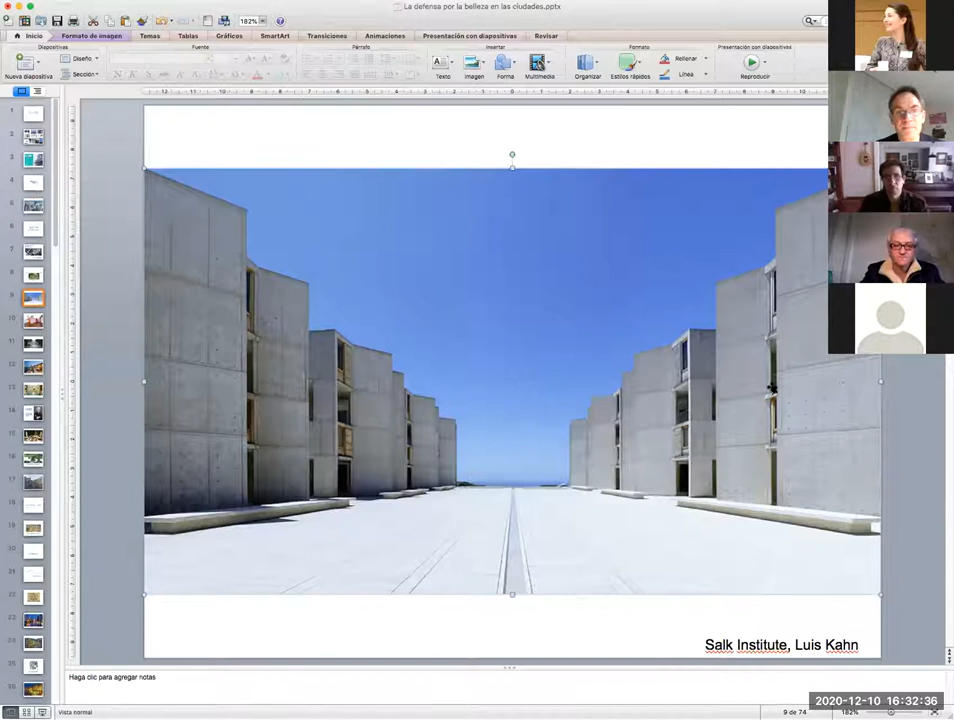 La defensa por la belleza en las ciudades.pptx
182%
Inicio
Formato de imagen
Temas
Tablas
Gráficos
SmartArt
Transiciones
Animaciones
Presentación con diapositivas
Revisar
Diapositivas
Fuente
Párrafo
Insertar
Formato
Presentación con diapositivas
Nueva diapositiva
Diseño
Sección
Texto
Imagen
Forma
Multimedia
Organizar
Estilos rápidos
Rellenar
Línea
Reproducir
Salk Institute, Luis Kahn
Haga clic para agregar notas
Vista normal
9 de 74
182%
2020-12-10 16:32:36